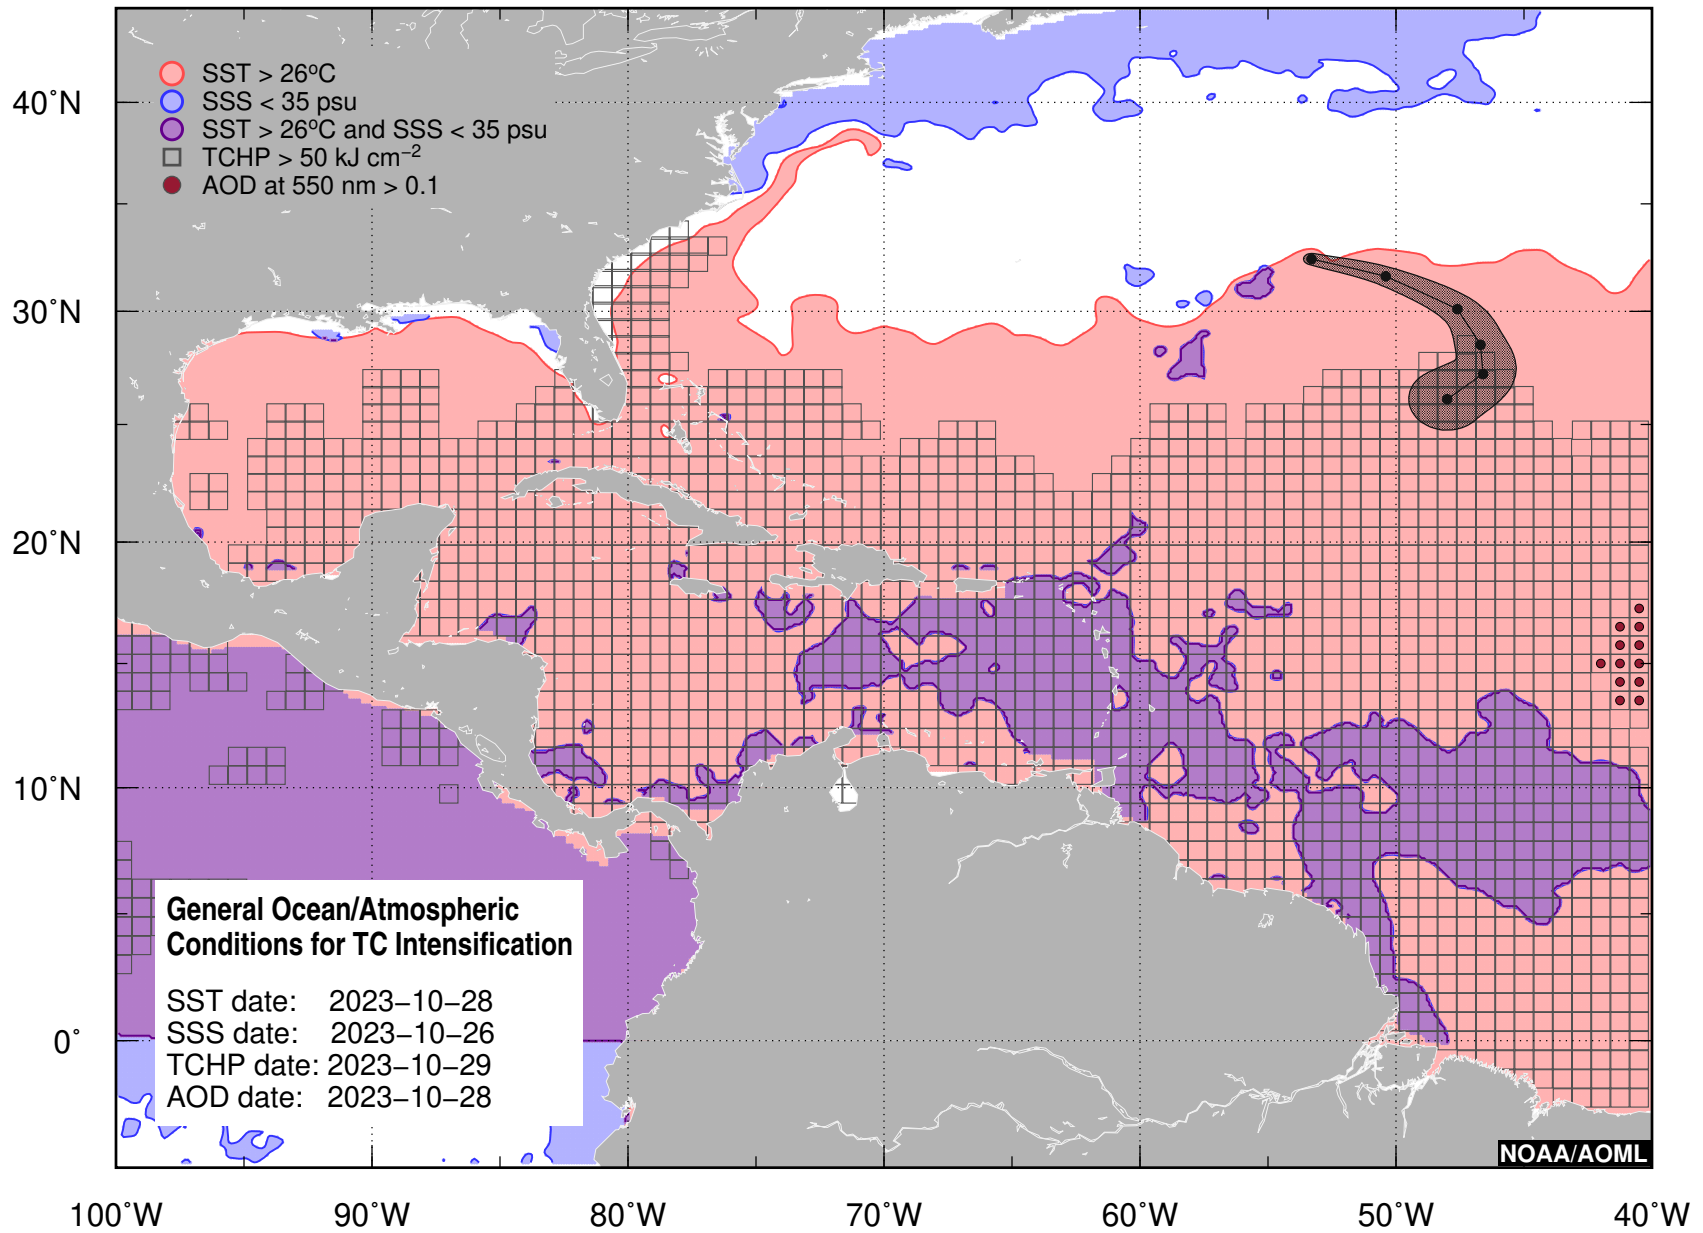 SST > 26°C
SSS < 35 psu
SST > 26°C and SSS < 35 psu
TCHP > 50 kJ cm−2
AOD at 550 nm > 0.1
40°N
30°N
20°N
10°N
0°
General Ocean/Atmospheric
Conditions for TC Intensification
SST date: 2023−10−28
SSS date: 2023−10−26
TCHP date: 2023−10−29
AOD date: 2023−10−28
NOAA/AOML
100°W 90°W 80°W 70°W 60°W 50°W 40°W